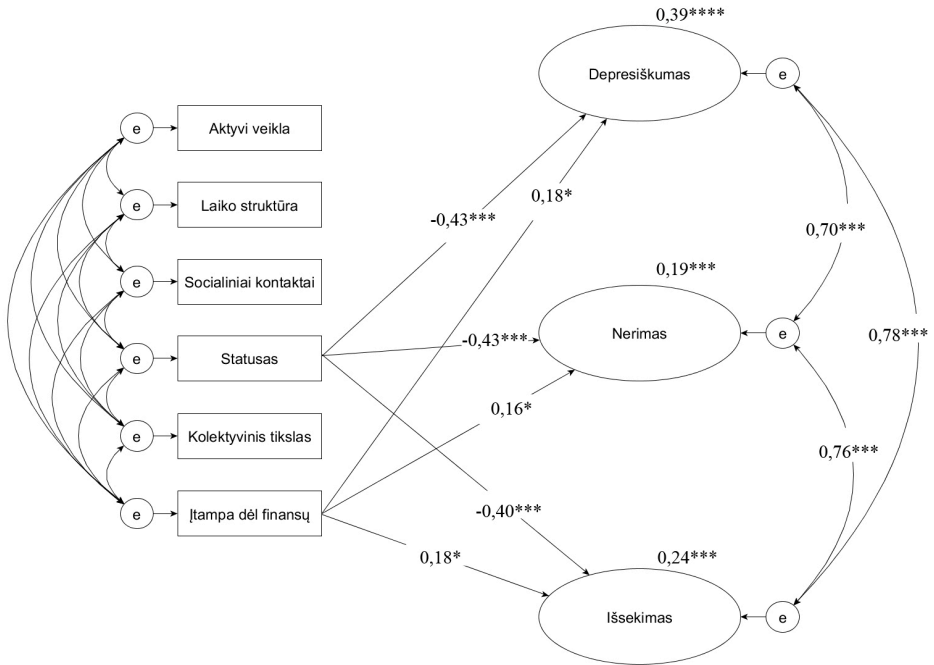 0,39****
Depresiškumas
e
e
Aktyvi veikla
e
Laiko struktūra
0,18*
-0,43***
0,70***
e
Socialiniai kontaktai
0,19***
Nerimas
e
-0,43***
0,78***
e
Statusas
0,16*
e
Kolektyvinis tikslas
0,76***
e
Įtampa dėl finansų
-0,40***
0,18*
0,24***
Išsekimas
e